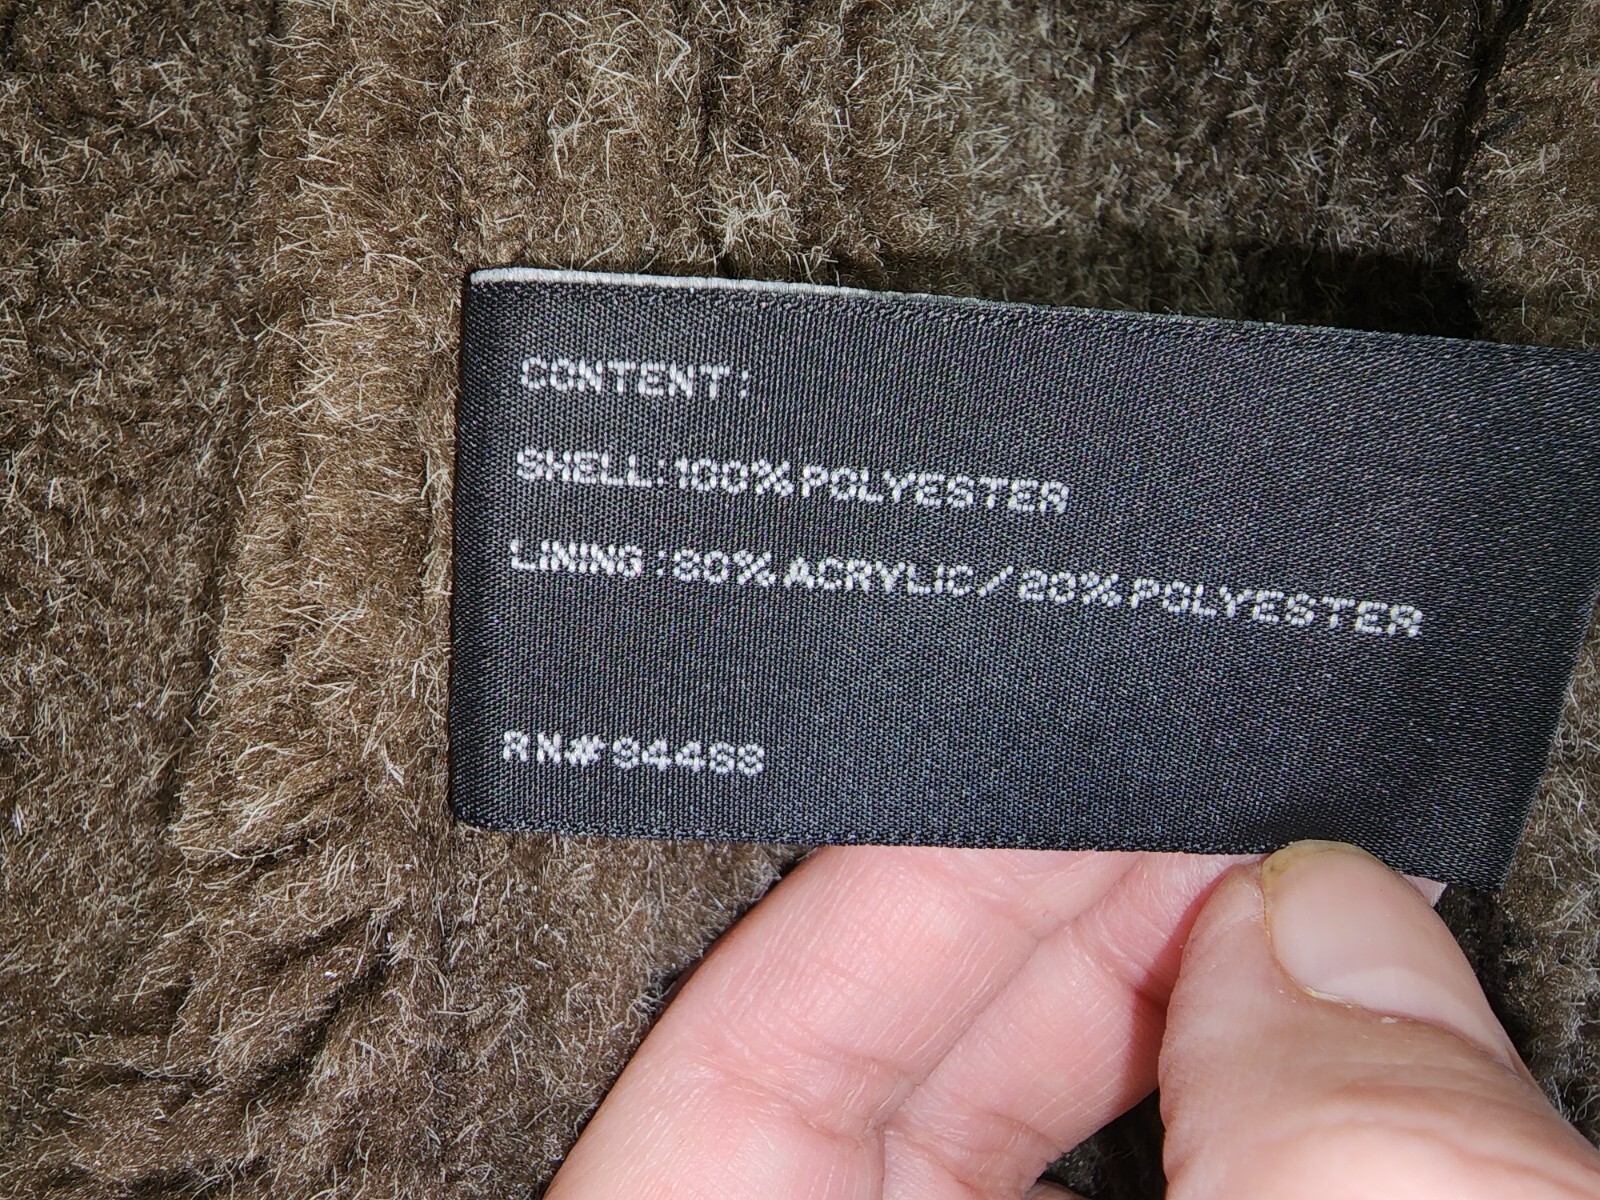 CONTENT:
SHELL:100%POLYESTER
LINING:80%ACRYLIC/20%POLYESTER
RN#94468